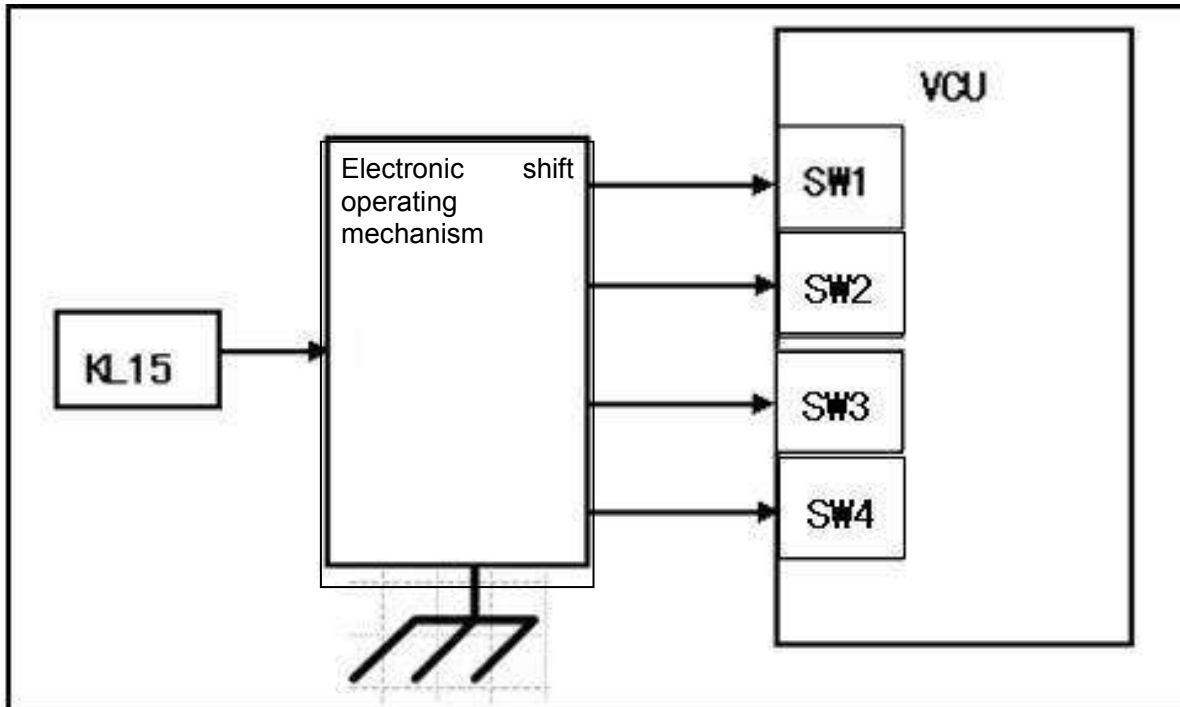 VCU
Electronic shift
operating
mechanism
SW1
SW2
KL15
SW3
SW4